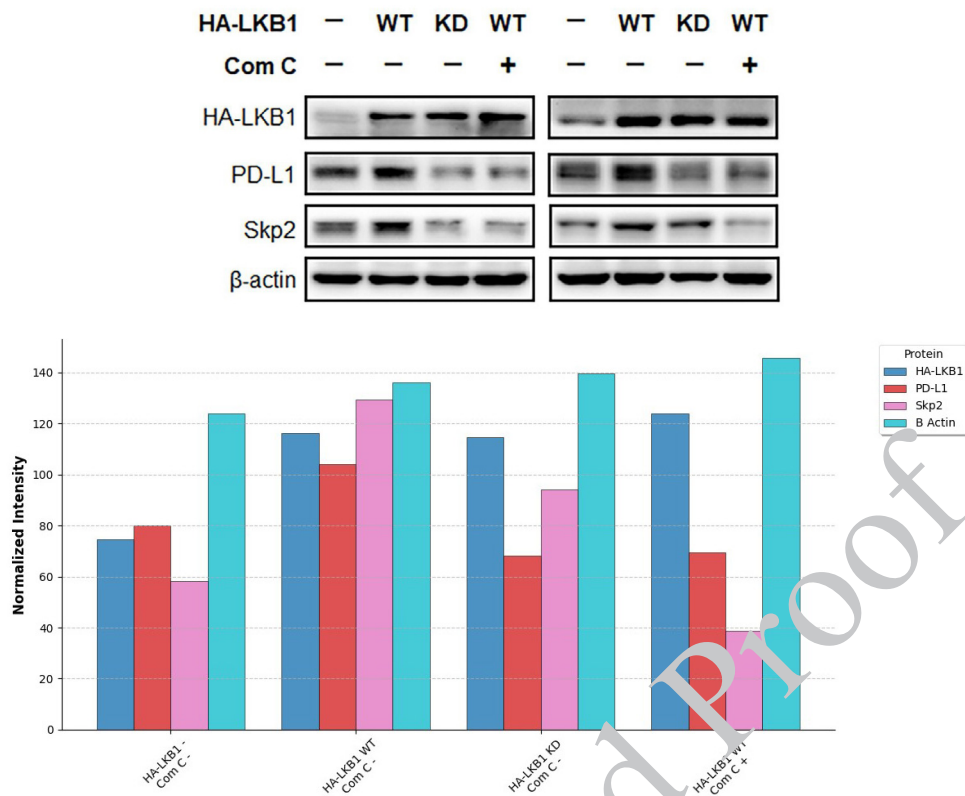 HA-LKB1 — WT KD WT — WT KD WT
Com C — — — + — — — +
HA-LKB1
PD-L1
Skp2
β-actin
Normalized Intensity
140
120
100
80
60
40
20
0
HA-LKB1 -
Com C -
HA-LKB1 WT
Com C -
HA-LKB1 KD
Com C -
HA-LKB1 WT
Com C +
Protein
HA-LKB1
PD-L1
Skp2
B Actin
d Proof